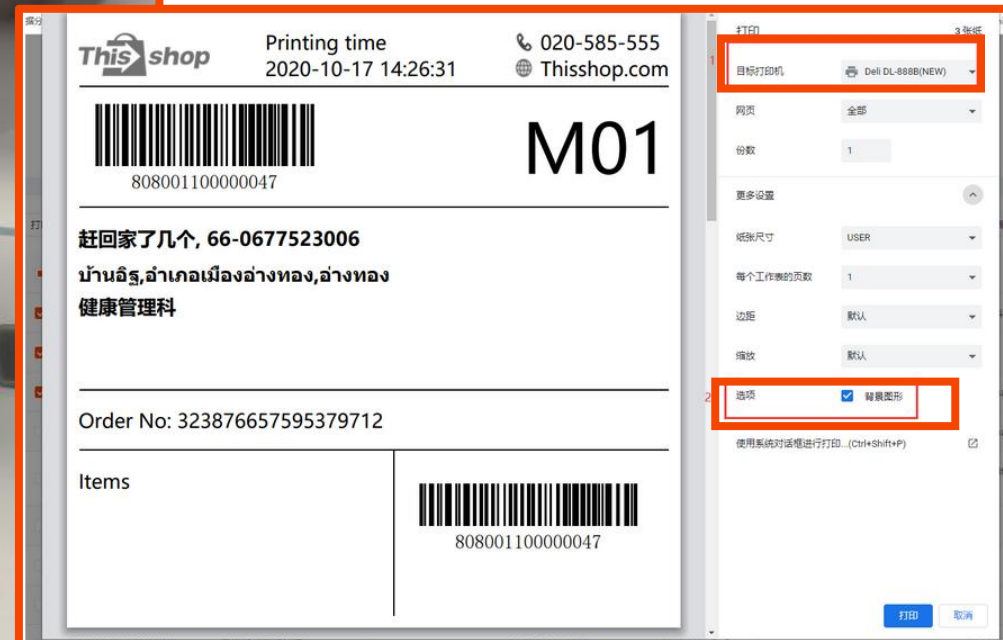 This shop
Printing time
2020-10-17 14:26:31
020-585-555
Thisshop.com
808001100000047
M01
赶回家了几个, 66-0677523006
บ้านอิฐ,อำเภอเมืองอ่างทอง,อ่างทอง
健康管理科
Order No: 323876657595379712
Items
808001100000047
打印
3 张纸
1
目标打印机
Deli DL-888B(NEW)
网页
全部
份数
1
更多设置
纸张尺寸
USER
每个工作表的页数
1
边距
默认
缩放
默认
2
选项
背景图形
使用系统对话框进行打印...(Ctrl+Shift+P)
打印
取消